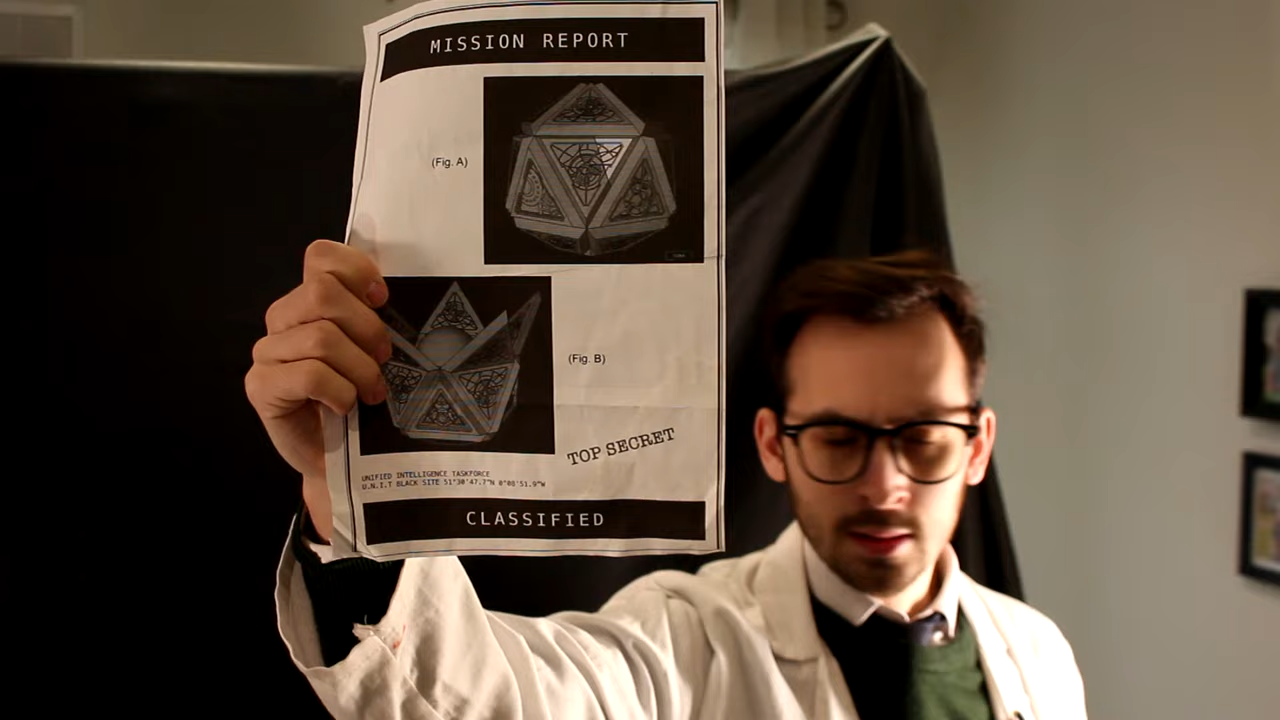 MISSION REPORT
(Fig. A)
(Fig. B)
TOP SECRET
UNIFIED INTELLIGENCE TASKFORCE
U.N.I.T BLACK SITE 51°30'47.7"N 0°08'51.9"W
CLASSIFIED